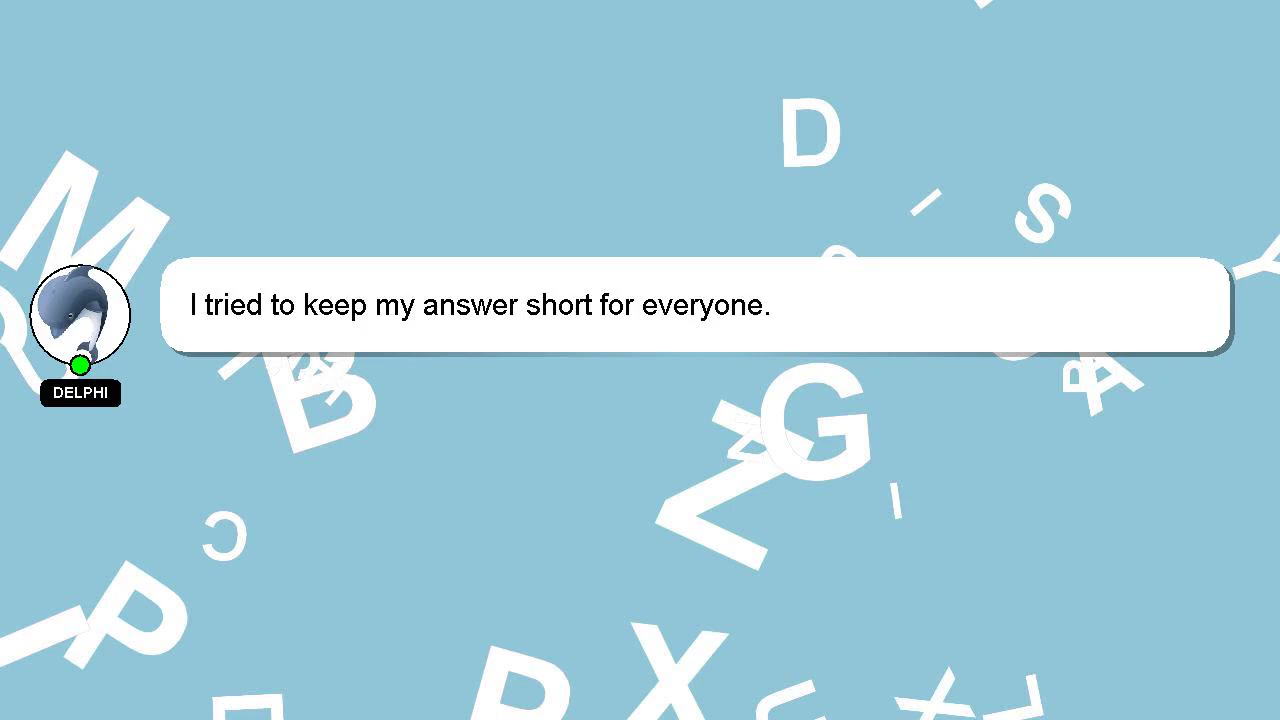 D
I
S
M
I tried to keep my answer short for everyone.
DELPHI
B
G
A
B
Z
Z
I
C
P
X
P
U
X